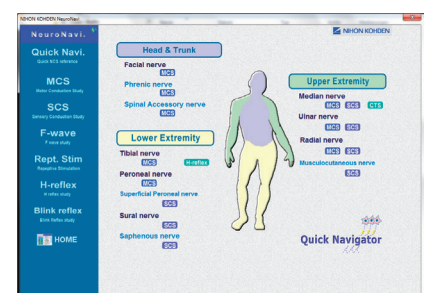 NIHON KOHDEN NeuroNavi
NeuroNavi.
NIHON KOHDEN
Quick Navi.
Quick NCS reference
MCS
Motor Conduction Study
SCS
Sensory Conduction Study
F-wave
F wave study
Rept. Stim
Repetitive Stimulation
H-reflex
H reflex study
Blink reflex
Blink Reflex study
HOME
Head & Trunk
Facial nerve
MCS
Phrenic nerve
MCS
Spinal Accessory nerve
MCS
Lower Extremity
Tibial nerve
MCS H-reflex
Peroneal nerve
MCS
Superficial Peroneal nerve
SCS
Sural nerve
SCS
Saphenous nerve
SCS
Upper Extremity
Median nerve
MCS SCS CTS
Ulnar nerve
MCS SCS
Radial nerve
MCS SCS
Musculocutaneous nerve
SCS
Quick Navigator